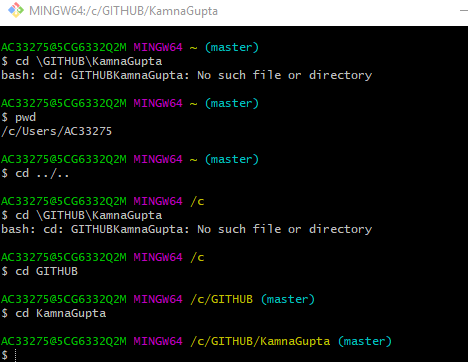 MINGW64:/c/GITHUB/KamnaGupta
AC33275@5CG6332Q2M MINGW64 ~ (master)
$ cd \GITHUB\KamnaGupta
bash: cd: GITHUBKamnaGupta: No such file or directory
AC33275@5CG6332Q2M MINGW64 ~ (master)
$ pwd
/c/Users/AC33275
AC33275@5CG6332Q2M MINGW64 ~ (master)
$ cd ../..
AC33275@5CG6332Q2M MINGW64 /c
$ cd \GITHUB\KamnaGupta
bash: cd: GITHUBKamnaGupta: No such file or directory
AC33275@5CG6332Q2M MINGW64 /c
$ cd GITHUB
AC33275@5CG6332Q2M MINGW64 /c/GITHUB (master)
$ cd KamnaGupta
AC33275@5CG6332Q2M MINGW64 /c/GITHUB/KamnaGupta (master)
$